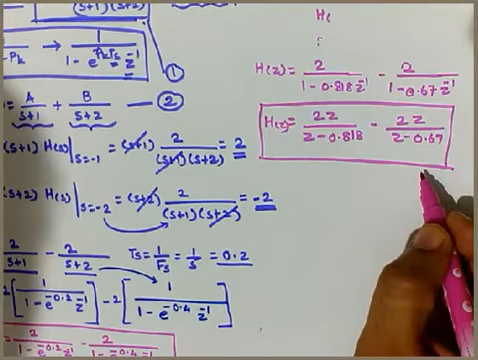 (s+1)(s+2)
-Pk → 1 / 1 - e^PkTs z^-1
①
= A/s+1 + B/s+2 — ②
(s+1) H(s)|s=-1 = (s+1) 2/(s+1)(s+2) = 2
(s+2) H(s)|s=-2 = (s+2) 2/(s+1)(s+2) = -2
2/s+1 - 2/s+2 Ts = 1/Fs = 1/5 = 0.2
2[1/1 - e^-0.2 z^-1] - 2[1/1 - e^-0.4 z^-1]
= 2/1 - e^-0.2 z^-1 - 2/1 - e^-0.4 z^-1
H(
:
H(z) = 2/1 - 0.818 z^-1 - 2/1 - 0.67 z^-1
H(z) = 2z/z - 0.818 - 2z/z - 0.67